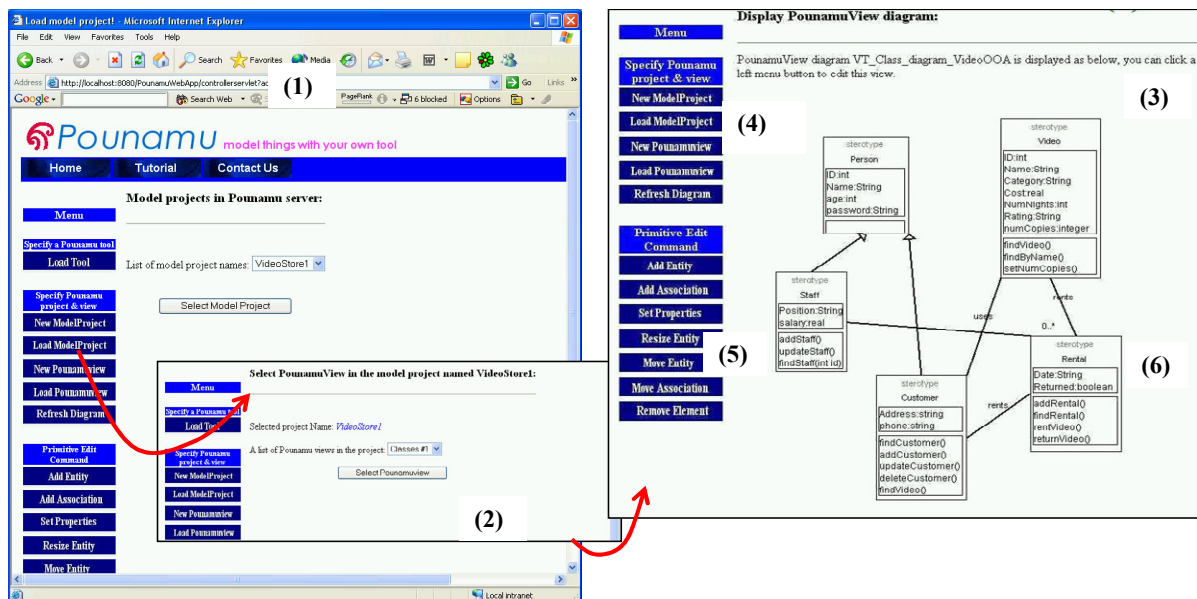 Load model project! - Microsoft Internet Explorer
File Edit View Favorites Tools Help
Back Search Favorites Media
Address http://localhost:8080/PounamuWebApp/controllerservlet?ac Go Links »
Google Search Web PageRank 6 blocked Options
(1)
Pounamu model things with your own tool
Home Tutorial Contact Us
Model projects in Pounamu server:
Menu
Specify a Pounamu tool
Load Tool
List of model project names: VideoStore1
Select Model Project
Specify Pounamu
project & view
New ModelProject
Load ModelProject
New Pounamuview
Load Pounamuview
Refresh Diagram
Primitive Edit
Command
Add Entity
Add Association
Set Properties
Resize Entity
Move Entity
Local intranet
Select PounamuView in the model project named VideoStore1:
Menu
Specify a Pounamu tool
Load Tool
Selected project Name: VideoStore1
A list of Pounamu views in the project: Classes #1
Select Pounamuview
Specify Pounamu
project & view
New ModelProject
Load ModelProject
New Pounamuview
Load Pounamuview
(2)
Display PounamuView diagram:
PounamuView diagram VT_Class_diagram_VideoOOA is displayed as below, you can click a
left menu button to edit this view.
(3)
Menu
Specify Pounamu
project & view
New ModelProject
Load ModelProject
New Pounamuview
Load Pounamuview
Refresh Diagram
(4)
Primitive Edit
Command
Add Entity
Add Association
Set Properties
Resize Entity
Move Entity
Move Association
Remove Element
(5)
sterotype
Person
ID:int
Name:String
age:int
password:String
sterotype
Video
ID:int
Name:String
Category:String
Cost:real
NumNights:int
Rating:String
numCopies:integer
findVideo()
findByName()
setNumCopies()
sterotype
Staff
Position:String
salary:real
addStaff()
updateStaff()
findStaff(int id)
uses
rents
0..*
sterotype
Rental
Date:String
Returned:boolean
addRental()
findRental()
rentVideo()
returnVideo()
(6)
sterotype
Customer
Address:string
phone:string
findCustomer()
addCustomer()
updateCustomer()
deleteCustomer()
findVideo()
rents